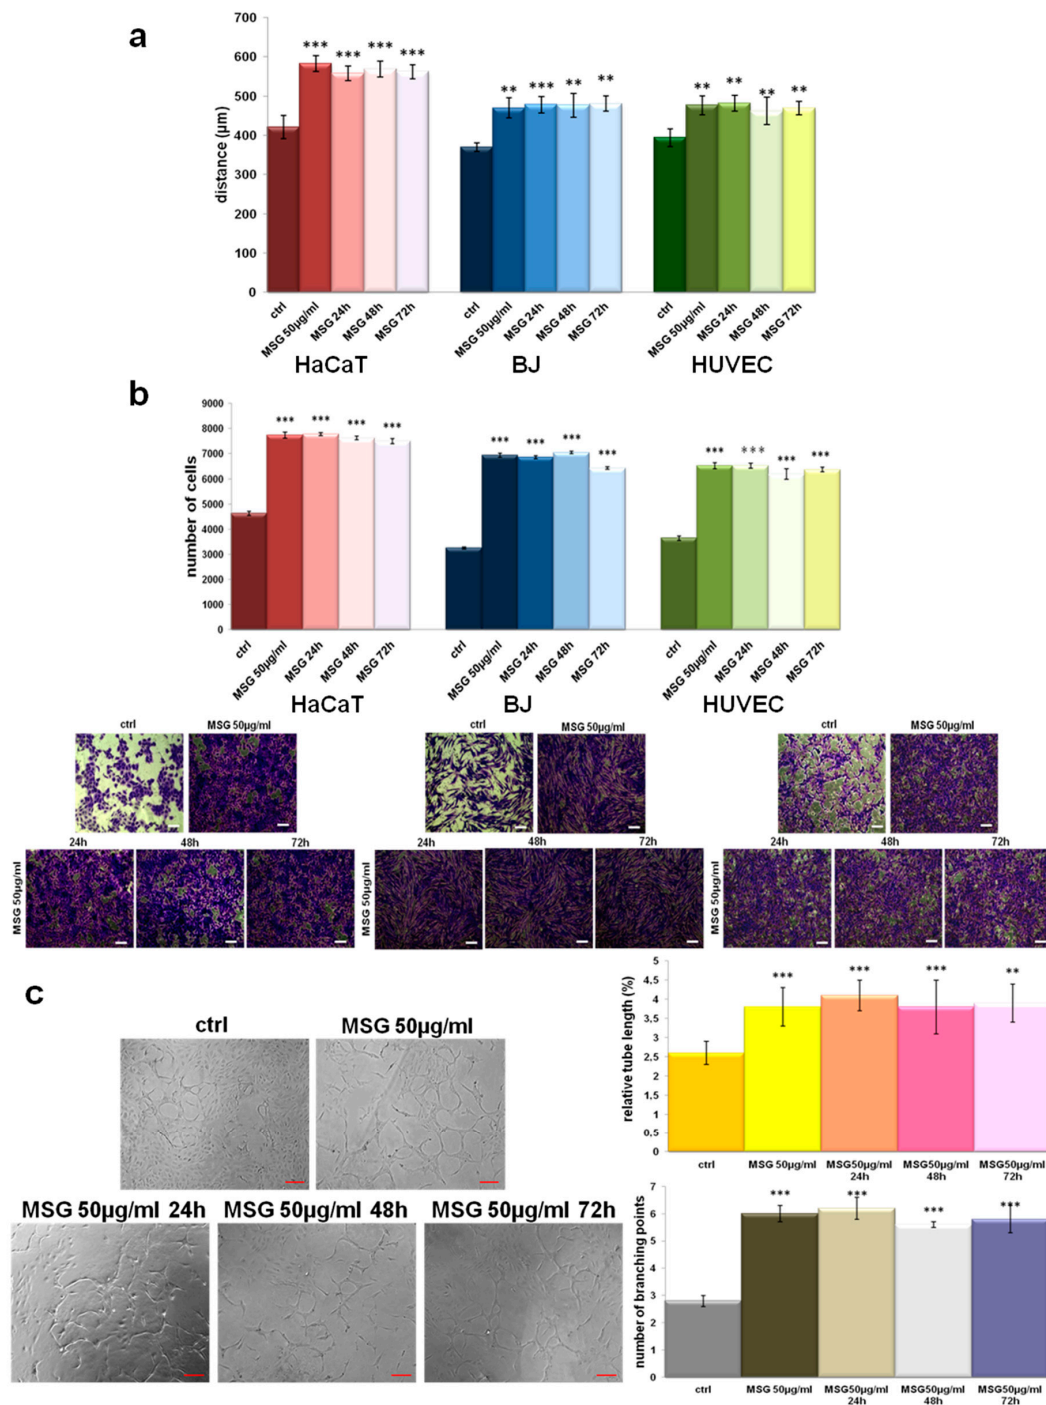 a
700
600
500
400
300
200
100
0
distance (µm)
*** *** *** ***
** *** ** **
** ** ** **
ctrl MSG 50µg/ml MSG 24h MSG 48h MSG 72h
ctrl MSG 50µg/ml MSG 24h MSG 48h MSG 72h
ctrl MSG 50µg/ml MSG 24h MSG 48h MSG 72h
HaCaT BJ HUVEC
b
9000
8000
7000
6000
5000
4000
3000
2000
1000
0
number of cells
*** *** *** ***
*** *** *** ***
*** *** *** ***
ctrl MSG 50µg/ml MSG 24h MSG 48h MSG 72h
ctrl MSG 50µg/ml MSG 24h MSG 48h MSG 72h
ctrl MSG 50µg/ml MSG 24h MSG 48h MSG 72h
HaCaT BJ HUVEC
ctrl MSG 50µg/ml
24h 48h 72h
MSG 50µg/ml
ctrl MSG 50µg/ml
24h 48h 72h
MSG 50µg/ml
ctrl MSG 50µg/ml
24h 48h 72h
MSG 50µg/ml
c
ctrl MSG 50µg/ml
MSG 50µg/ml 24h MSG 50µg/ml 48h MSG 50µg/ml 72h
5
4,5
4
3,5
3
2,5
2
1,5
1
0,5
0
relative tube length (%)
*** *** *** **
ctrl MSG 50µg/ml MSG50µg/ml MSG50µg/ml MSG50µg/ml
24h 48h 72h
7
6
5
4
3
2
1
0
number of branching points
*** *** *** ***
ctrl MSG 50µg/ml MSG50µg/ml MSG50µg/ml MSG50µg/ml
24h 48h 72h